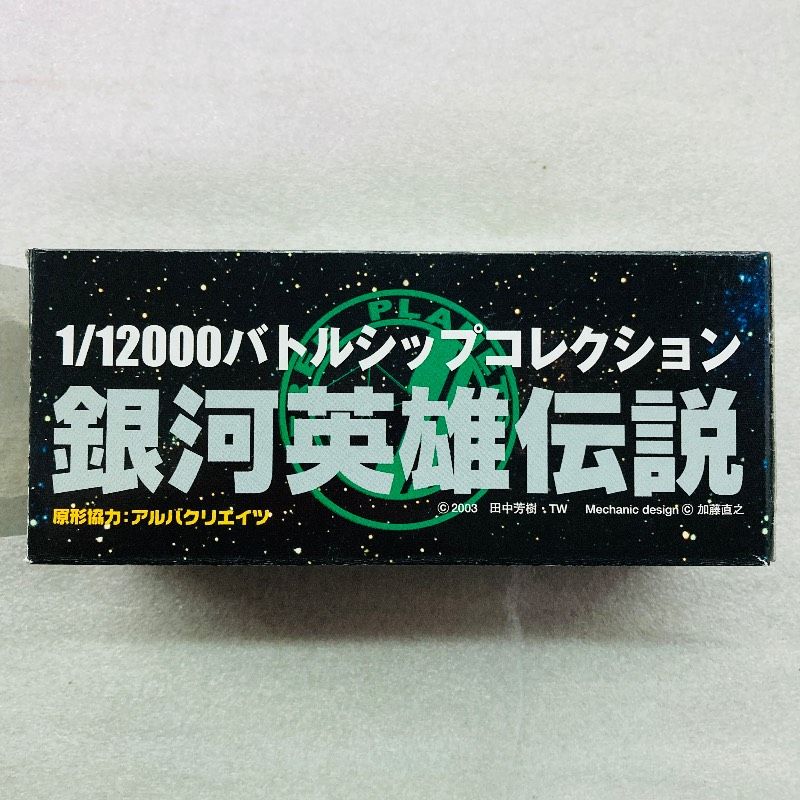 1/12000バトルシップコレクション
銀河英雄伝説
原形協力:アルバクリエイツ
©2003 田中芳樹・TW Mechanic design © 加藤直之
PLA